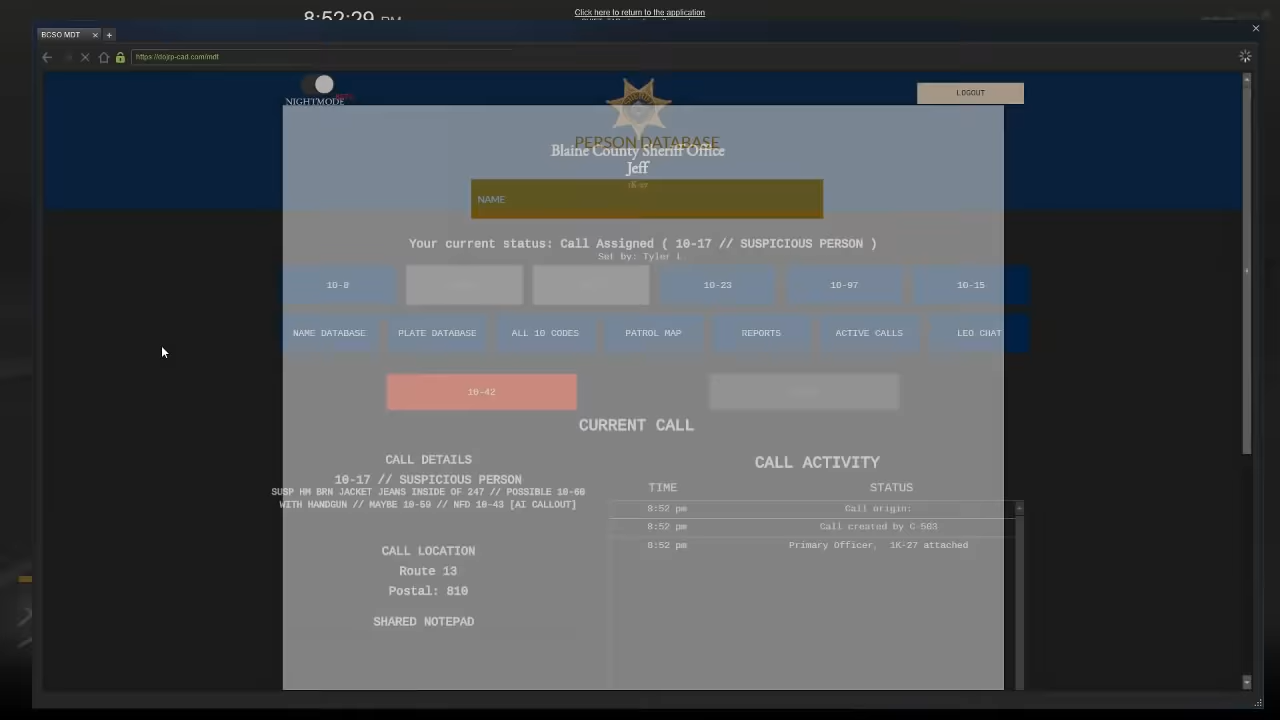 8:52:29 PM
Click here to return to the application
BCSO MDT
https://dojrp-cad.com/mdt
NIGHTMODE
LOGOUT
PERSON DATABASE
Blaine County Sheriff Office
Jeff
1K-27
NAME
Your current status: Call Assigned ( 10-17 // SUSPICIOUS PERSON )
Set by: Tyler L.
10-8
10-23
10-97
10-15
NAME DATABASE
PLATE DATABASE
ALL 10 CODES
PATROL MAP
REPORTS
ACTIVE CALLS
LEO CHAT
10-42
CURRENT CALL
CALL DETAILS
10-17 // SUSPICIOUS PERSON
SUSP HM BRN JACKET JEANS INSIDE OF 247 // POSSIBLE 10-60
WITH HANDGUN // MAYBE 10-59 // NFD 10-43 [AI CALLOUT]
CALL LOCATION
Route 13
Postal: 810
SHARED NOTEPAD
CALL ACTIVITY
TIME STATUS
8:52 pm Call origin:
8:52 pm Call created by C-503
8:52 pm Primary Officer, 1K-27 attached